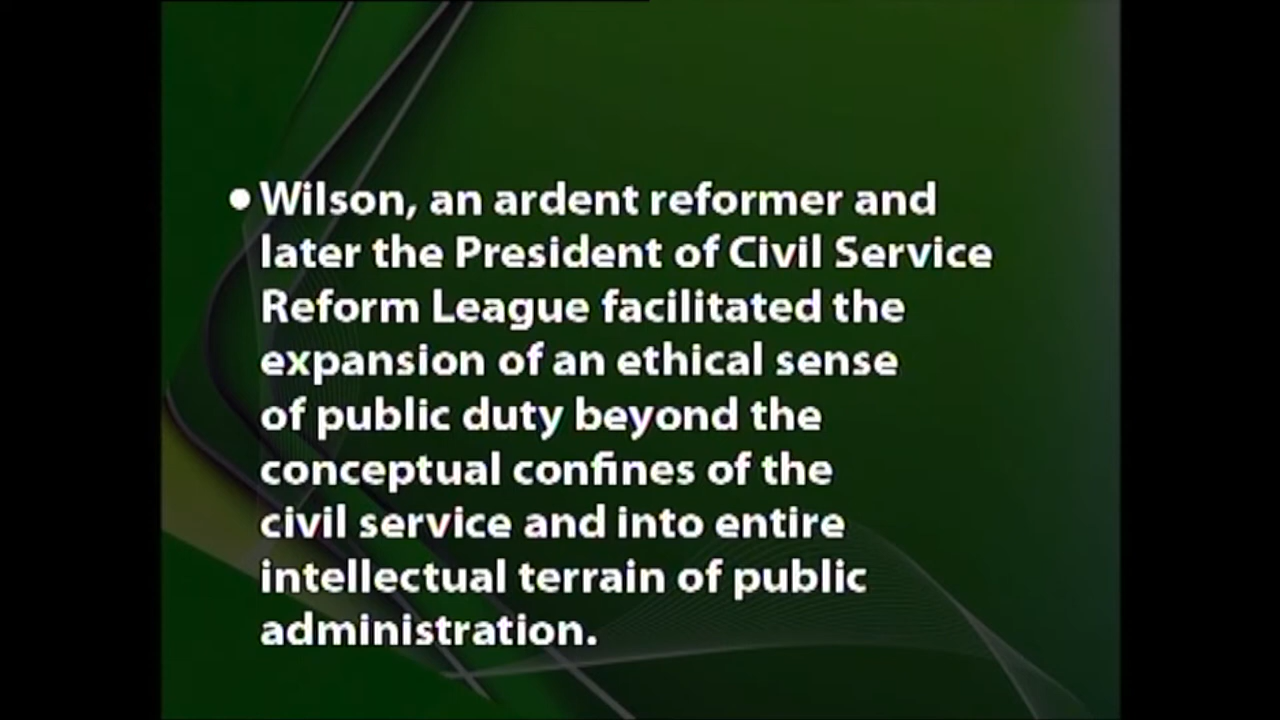 • Wilson, an ardent reformer and
later the President of Civil Service
Reform League facilitated the
expansion of an ethical sense
of public duty beyond the
conceptual confines of the
civil service and into entire
intellectual terrain of public
administration.